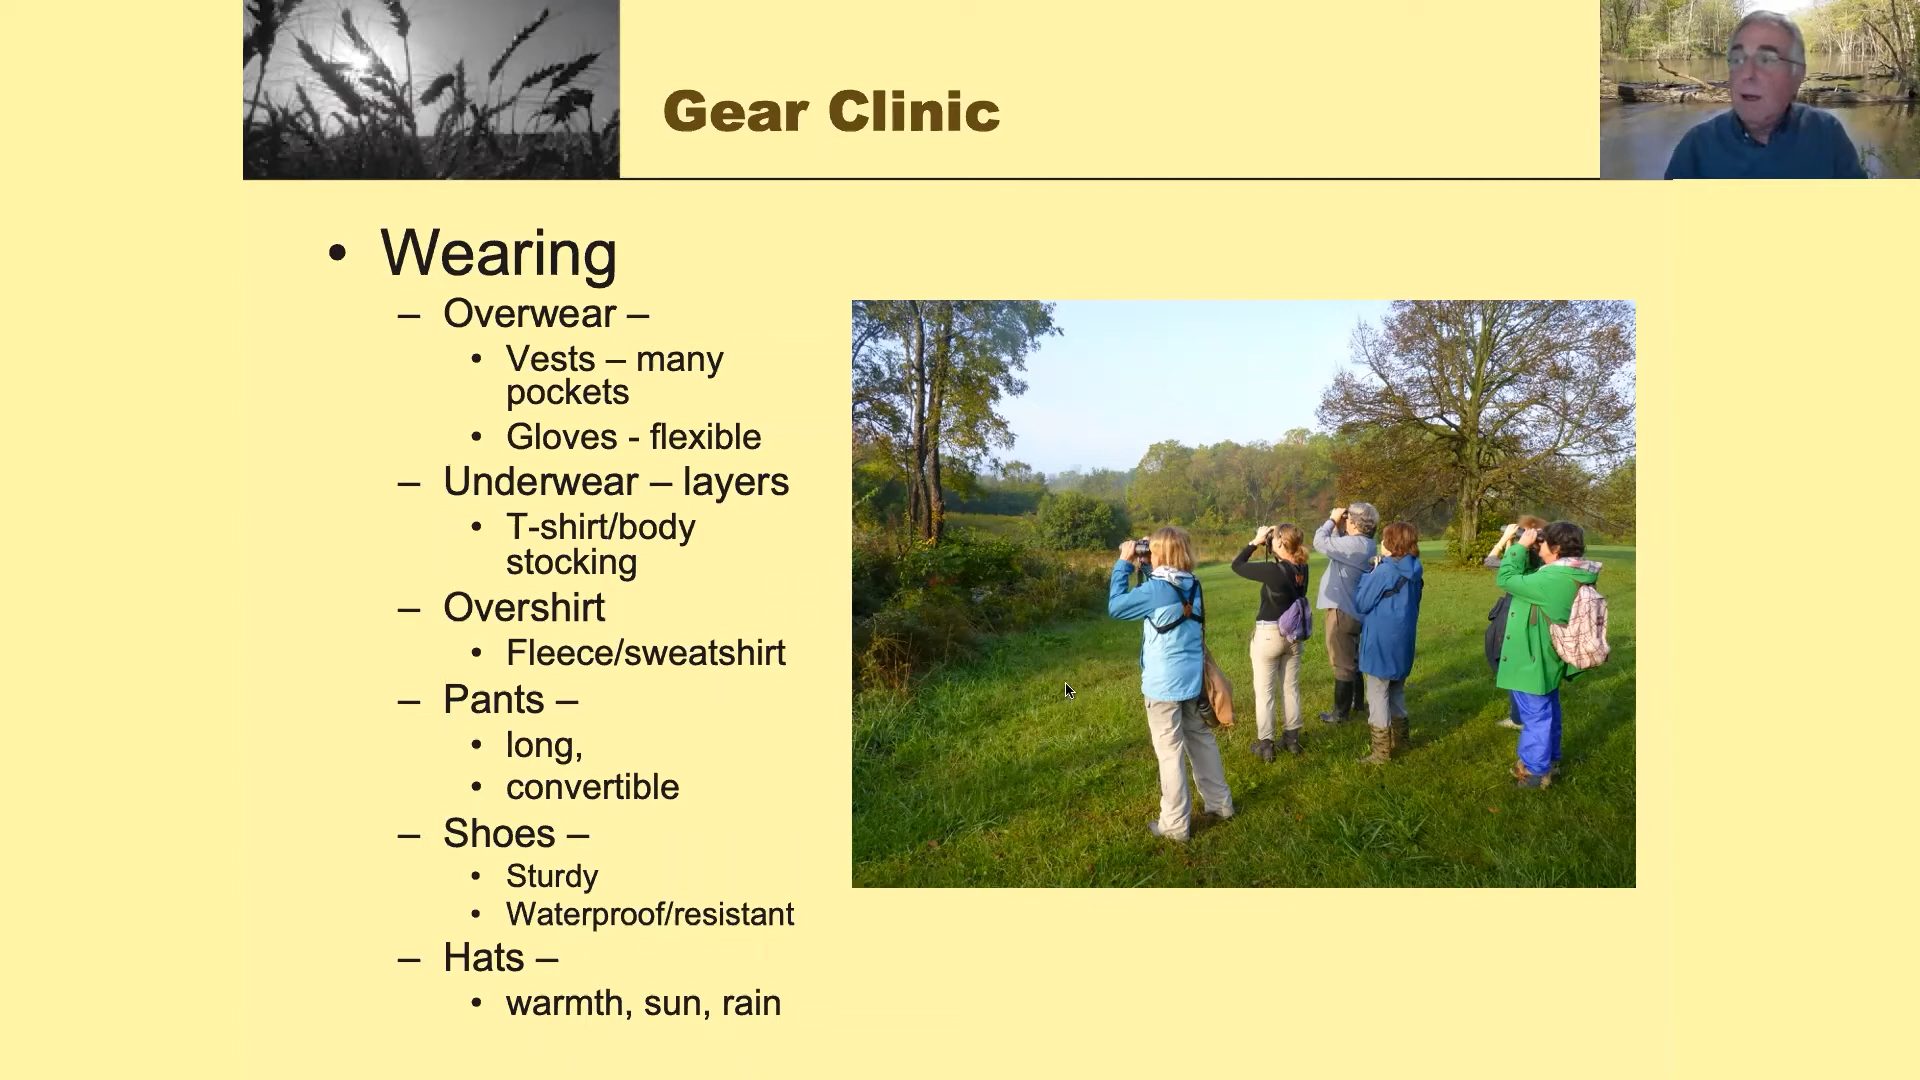 Gear Clinic
• Wearing
– Overwear –
• Vests – many
pockets
• Gloves - flexible
– Underwear – layers
• T-shirt/body
stocking
– Overshirt
• Fleece/sweatshirt
– Pants –
• long,
• convertible
– Shoes –
• Sturdy
• Waterproof/resistant
– Hats –
• warmth, sun, rain